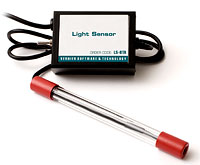 Light Sensor
ORDER CODE LS-BTA
VERNIER SOFTWARE & TECHNOLOGY